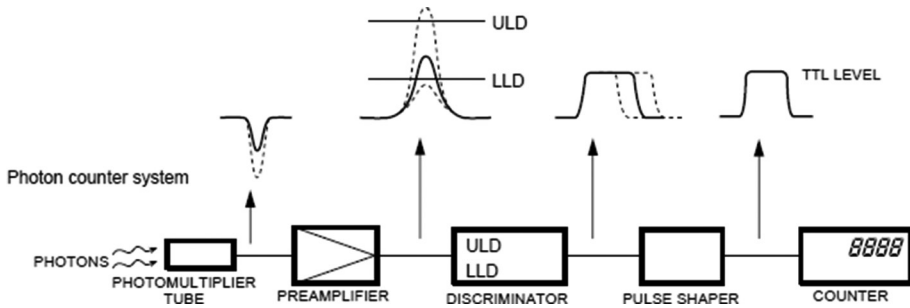 ULD
LLD
TTL LEVEL
Photon counter system
PHOTONS
PHOTOMULTIPLIER
TUBE
PREAMPLIFIER
ULD
LLD
DISCRIMINATOR
PULSE SHAPER
8888
COUNTER